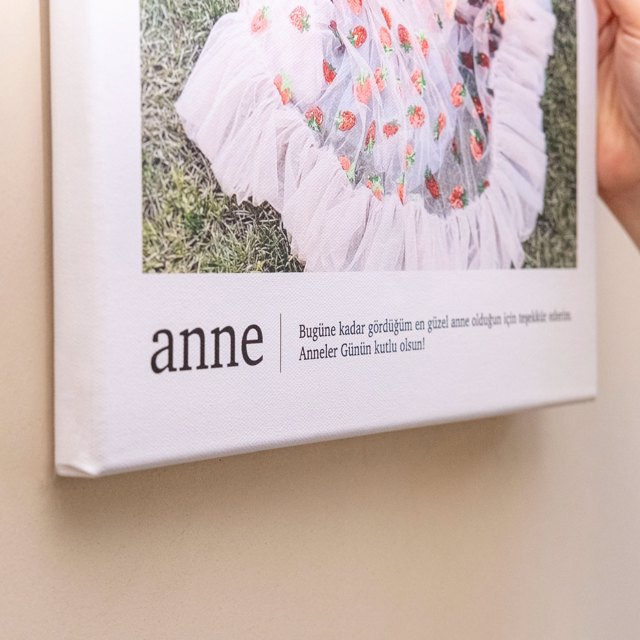 anne
Bugüne kadar gördüğüm en güzel anne olduğun için teşekkür ederim.
Anneler Günün kutlu olsun!